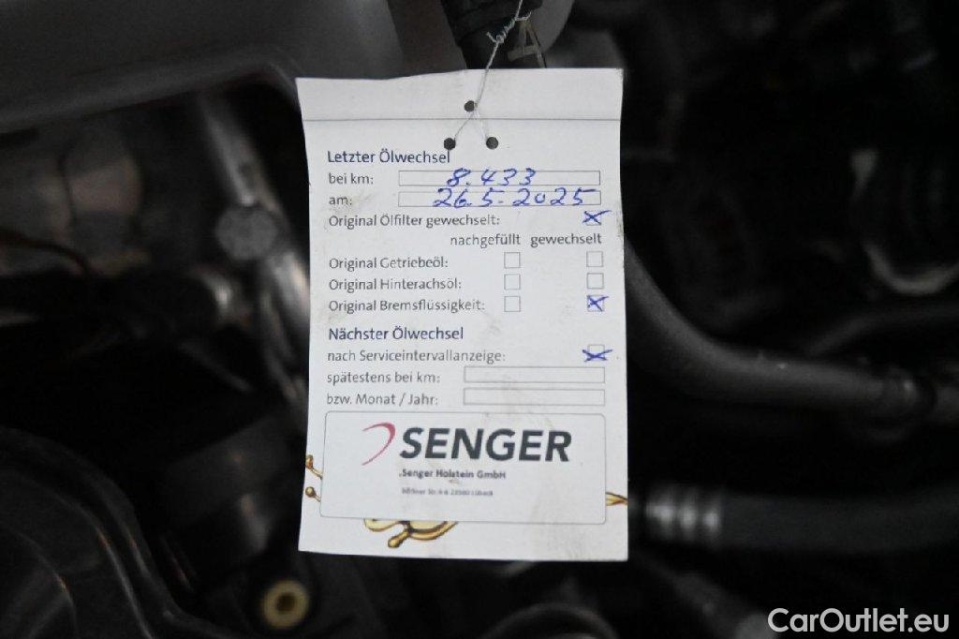 Letzter Ölwechsel
bei km: 8.433
am: 26.5.2025
Original Ölfilter gewechselt:
nachgefüllt gewechselt
Original Getriebeöl:
Original Hinterachsöl:
Original Bremsflüssigkeit:
Nächster Ölwechsel
nach Serviceintervallanzeige:
spätestens bei km:
bzw. Monat / Jahr:
SENGER
.Senger Holstein GmbH
CarOutlet.eu